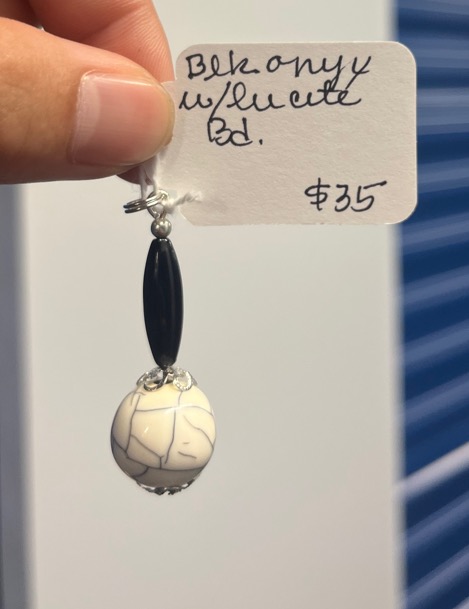 Blk. onyx
w/lucite
Bd.
$35